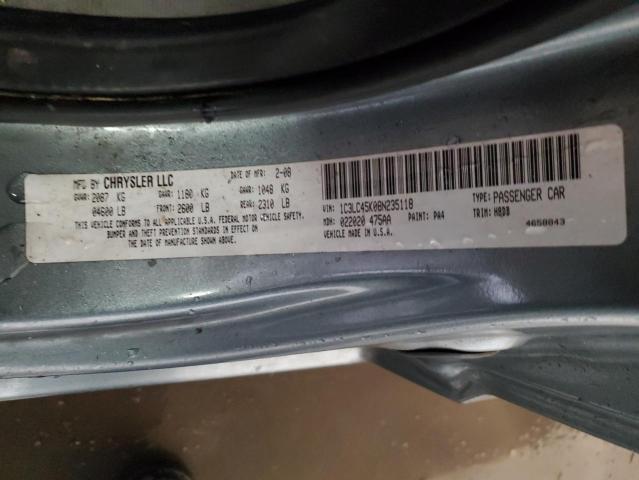 MFD BY CHRYSLER LLC DATE OF MFR: 2-08
GVWR: 2087 KG GAWR: 1180 KG GAWR: 1048 KG
04600 LB FRONT: 2600 LB REAR: 2310 LB
THIS VEHICLE CONFORMS TO ALL APPLICABLE U.S.A. FEDERAL MOTOR VEHICLE SAFETY,
BUMPER AND THEFT PREVENTION STANDARDS IN EFFECT ON
THE DATE OF MANUFACTURE SHOWN ABOVE.
VIN: 1C3LC45K08N235118 TYPE: PASSENGER CAR
MDH: 022020 475AA PAINT: PAA TRIM: H8D8
VEHICLE MADE IN U.S.A. 4658843